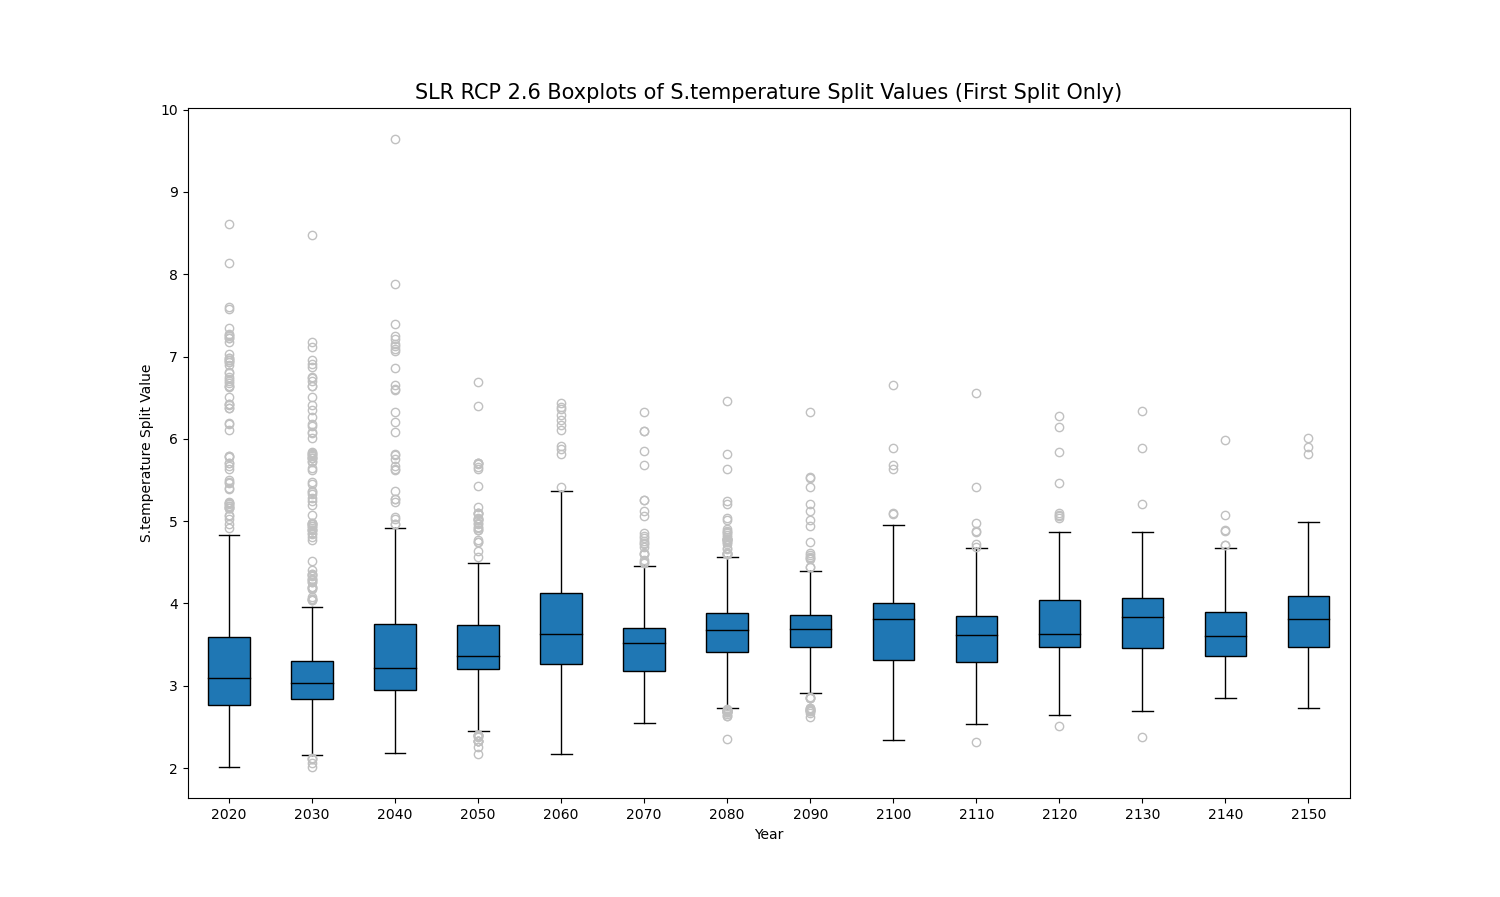 SLR RCP 2.6 Boxplots of S.temperature Split Values (First Split Only)
10
9
8
7
6
5
4
3
2
S.temperature Split Value
2020 2030 2040 2050 2060 2070 2080 2090 2100 2110 2120 2130 2140 2150
Year